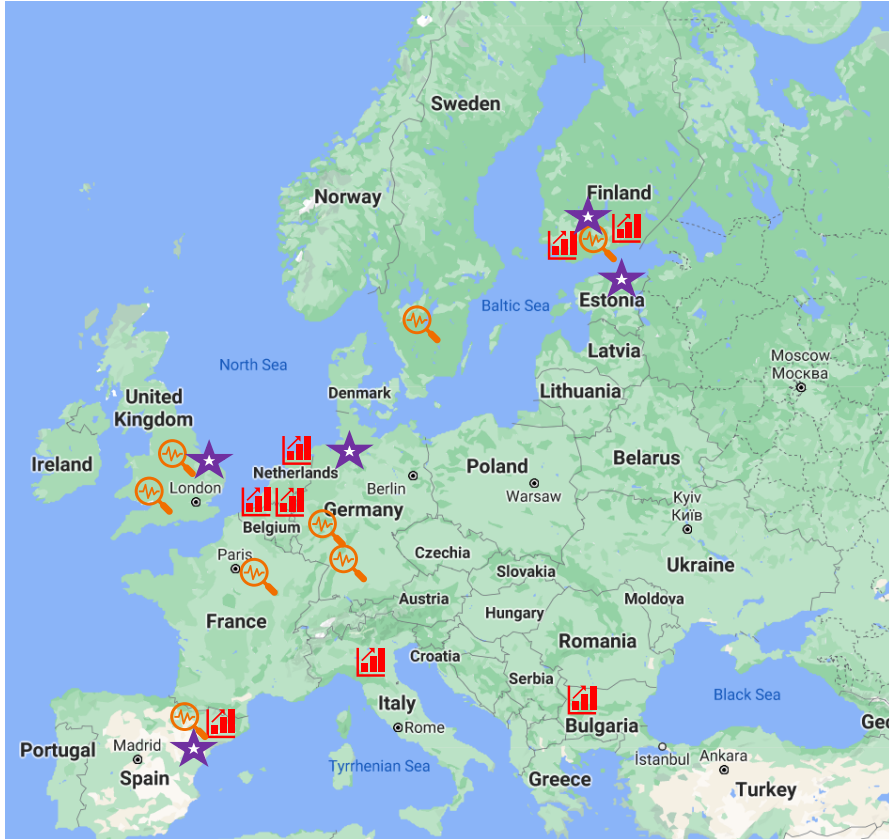 Sweden
Norway
Finland
Baltic Sea
Estonia
North Sea
Latvia
Moscow
Москва
United
Kingdom
Denmark
Lithuania
Ireland
Netherlands
Poland
Belarus
London
Berlin
Warsaw
Kyiv
Київ
Germany
Belgium
Paris
Czechia
Ukraine
Slovakia
Austria
Moldova
France
Hungary
Romania
Croatia
Serbia
Italy
Black Sea
Bulgaria
Geo
Rome
Portugal
Madrid
İstanbul
Ankara
Tyrrhenian Sea
Spain
Greece
Turkey